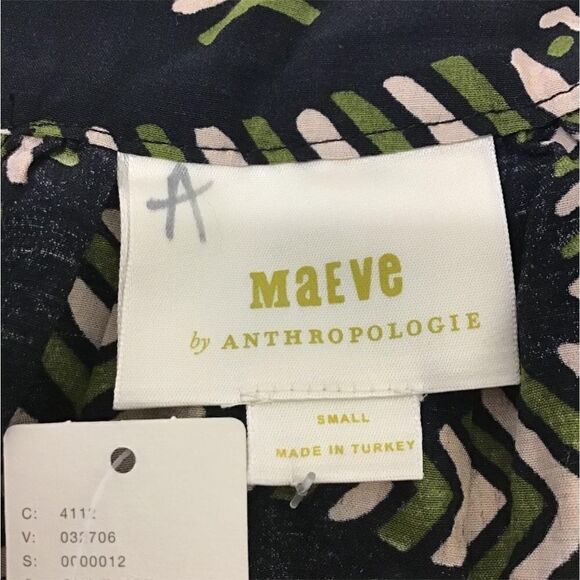 A
MaEve
by ANTHROPOLOGIE
SMALL
MADE IN TURKEY
C:
V:
S: